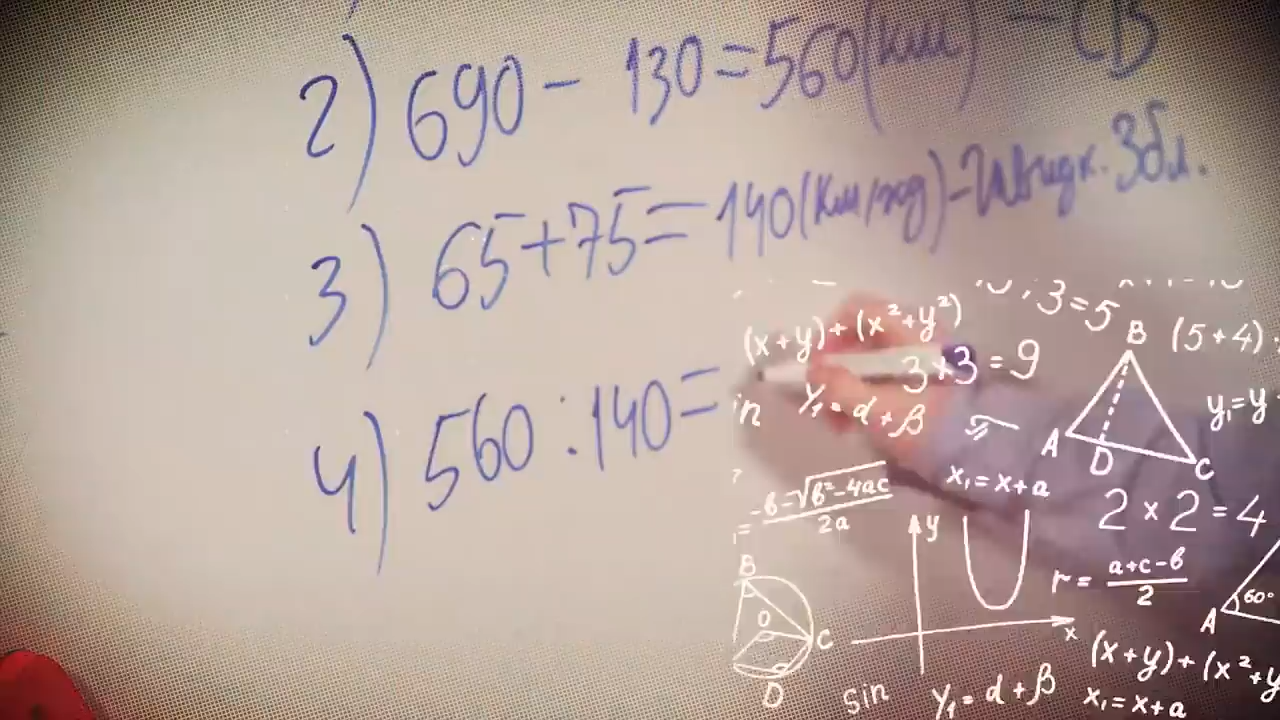 2) 690 - 130 = 560 (км) - СВ
3) 65 + 75 = 140 (км/год) - швидк. Збл.
4) 560 : 140 =
3 = 5
(x+y)+(x²+y²)
3×3 = 9
B
(5+4)
in
y₁ = α+β
A
D
C
y₁=y
-b-√b²-4ac
2a
x₁=x+a
2×2=4
y
r = a+c-b
2
B
O
C
D
x
A
60°
sin
y₁=α+β
(x+y)+(x²+y
x₁=x+a